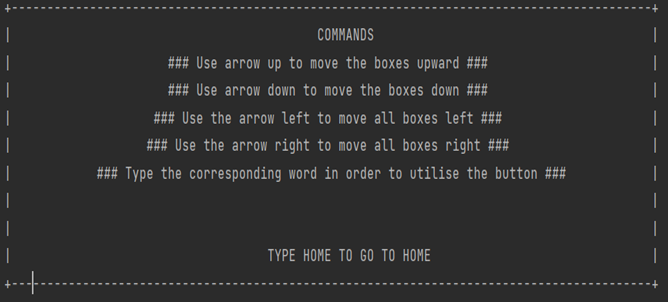 COMMANDS
### Use arrow up to move the boxes upward ###
### Use arrow down to move the boxes down ###
### Use the arrow left to move all boxes left ###
### Use the arrow right to move all boxes right ###
### Type the corresponding word in order to utilise the button ###
TYPE HOME TO GO TO HOME